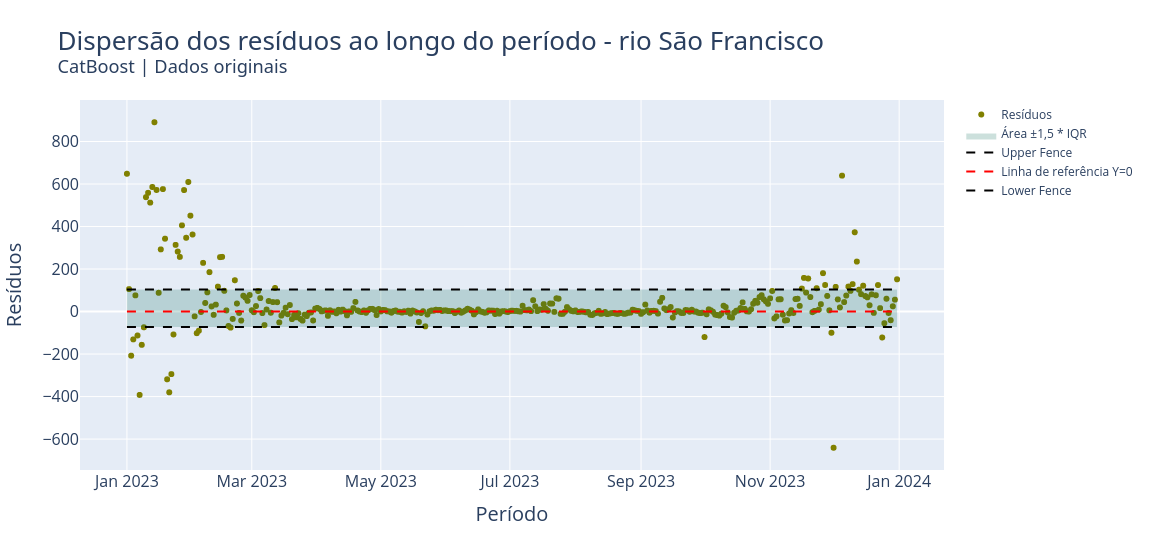 Dispersão dos resíduos ao longo do período - rio São Francisco
CatBoost | Dados originais
Resíduos
Área ±1,5 * IQR
Upper Fence
Linha de referência Y=0
Lower Fence
800
600
400
200
0
−200
−400
−600
Resíduos
Jan 2023
Mar 2023
May 2023
Jul 2023
Sep 2023
Nov 2023
Jan 2024
Período